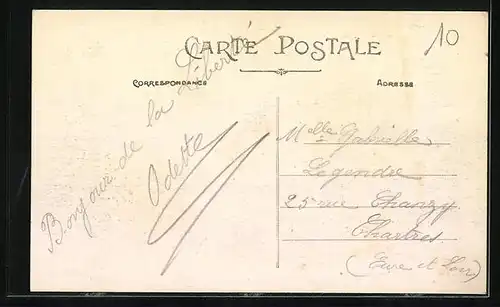 CARTE POSTALE
10
CORRESPONDANCE
ADRESSE
Bonjour de la Liberté
Odette
Melle Gabrielle
Legendre
25 rue Chanzy
Chartres
(Eure et Loir)